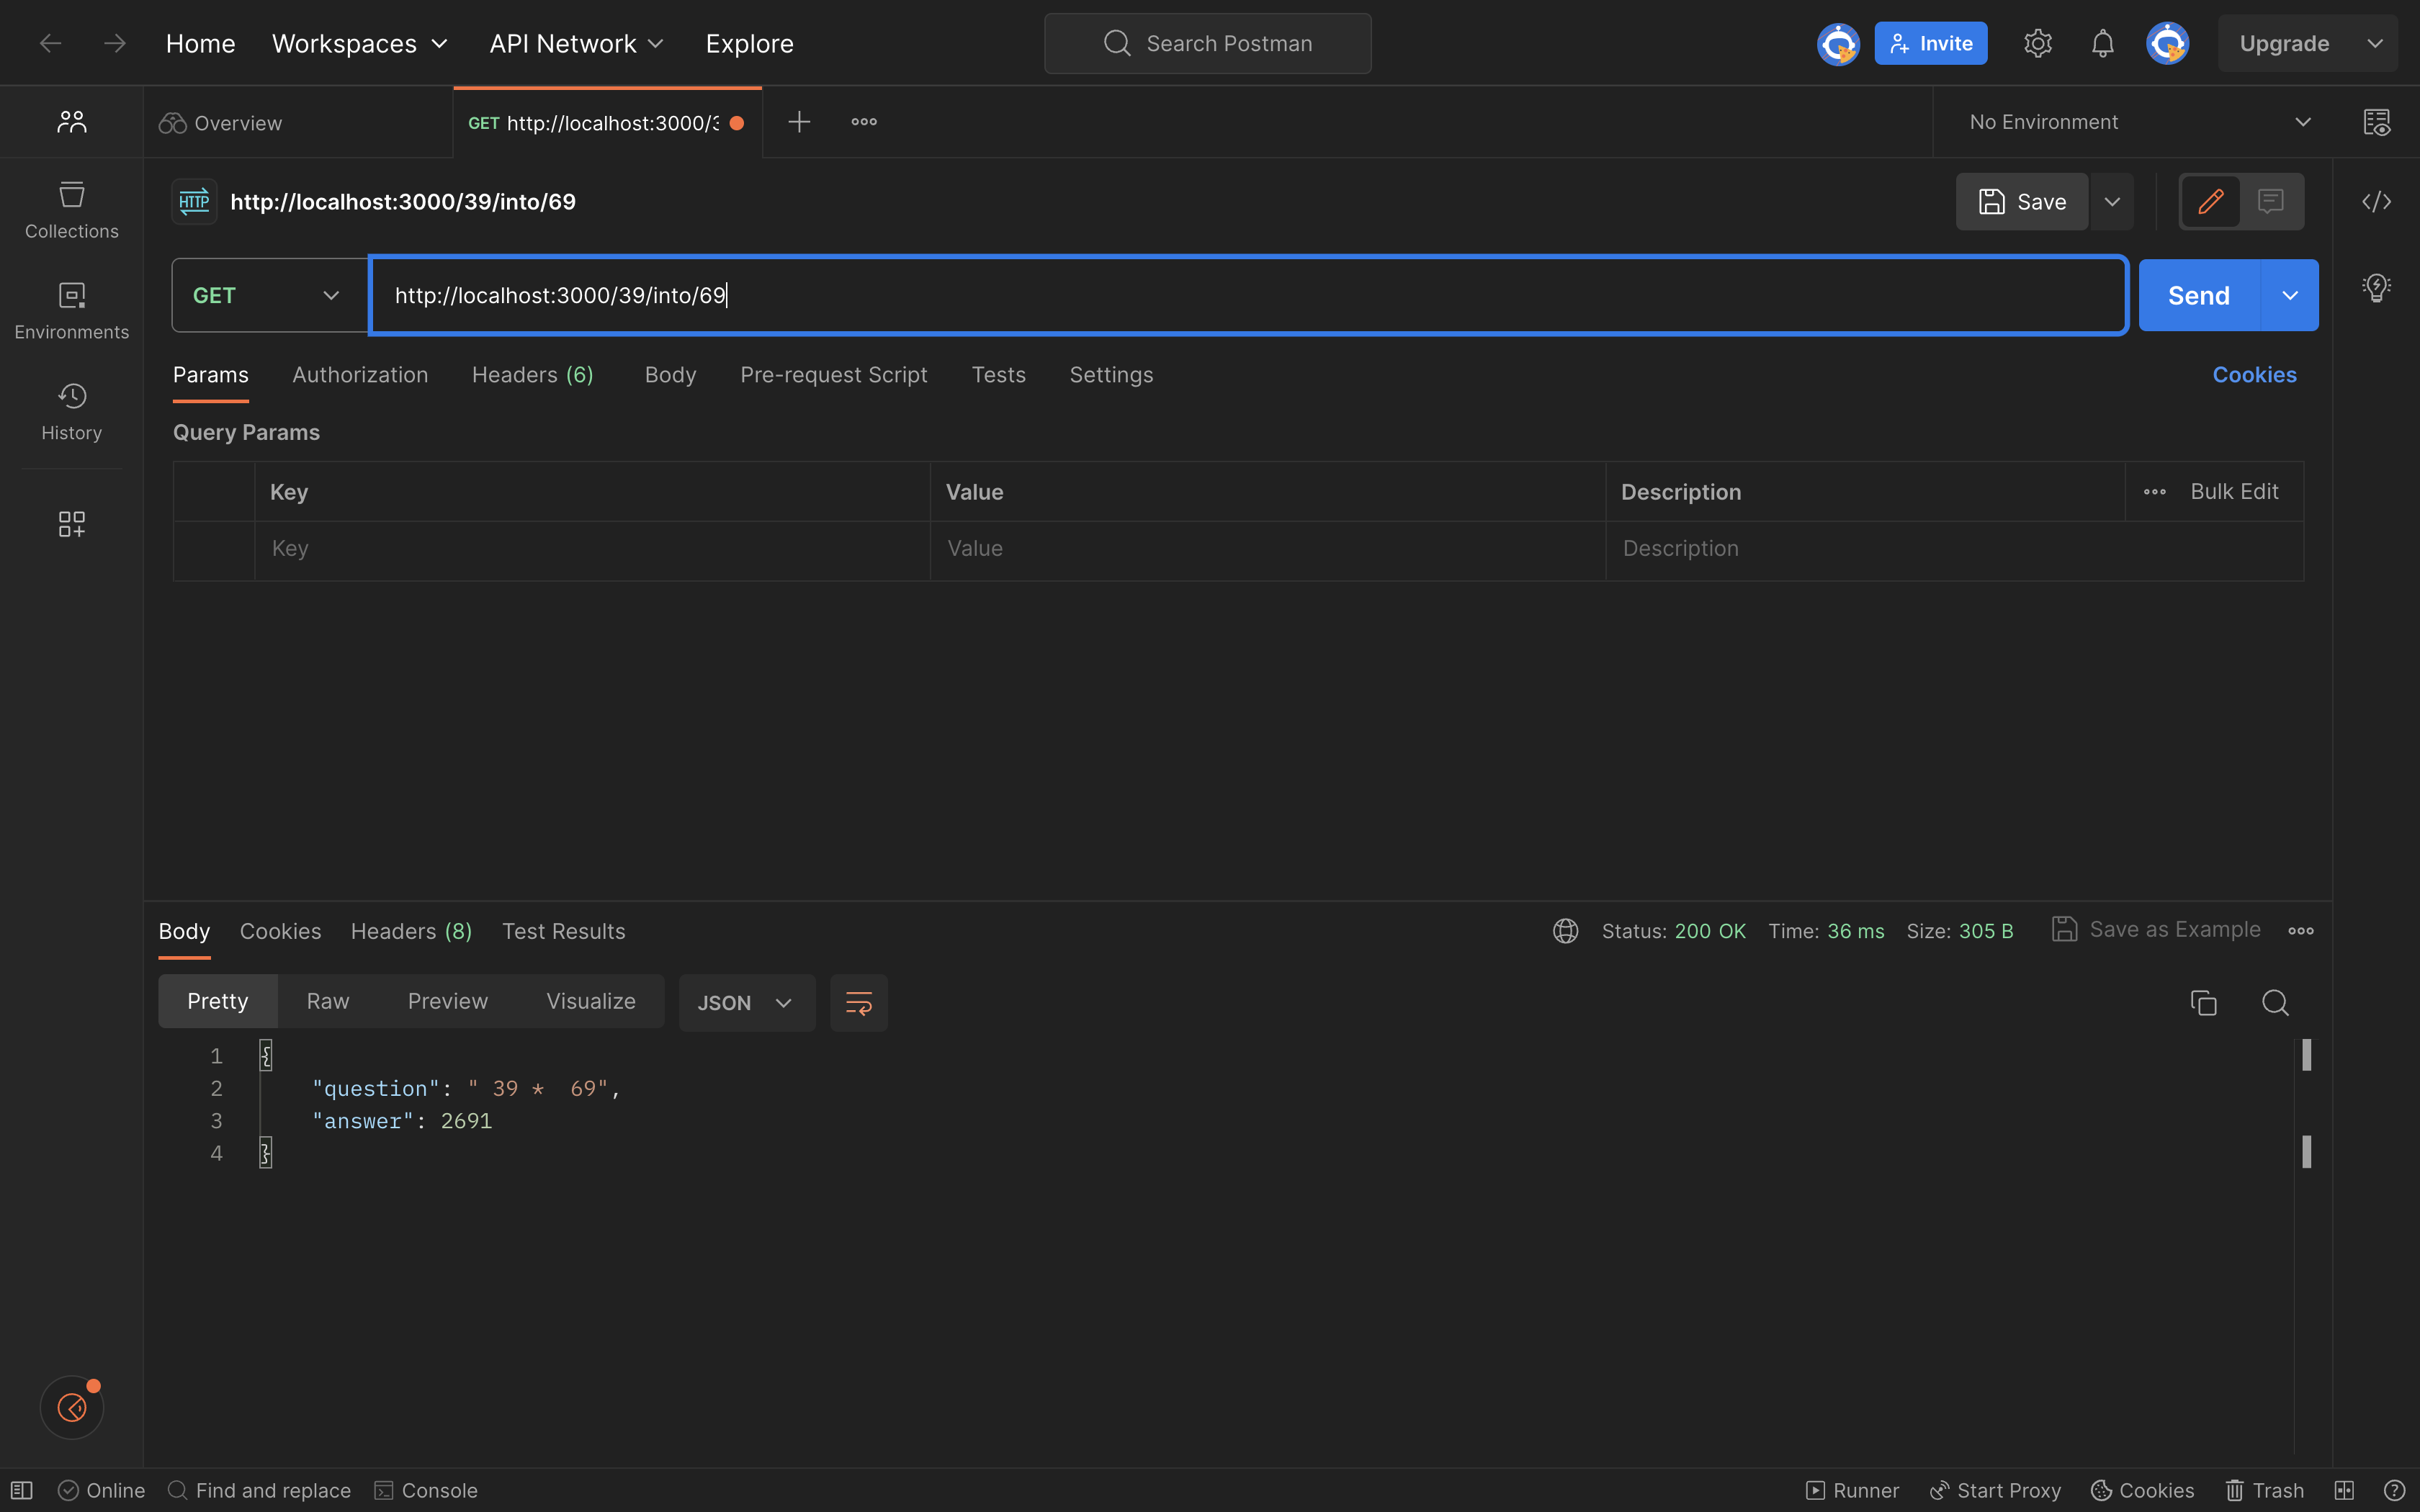 Home Workspaces API Network Explore Search Postman Invite Upgrade
Overview GET http://localhost:3000/3 No Environment
HTTP http://localhost:3000/39/into/69 Save
GET http://localhost:3000/39/into/69 Send
Collections
Environments
History
Params Authorization Headers (6) Body Pre-request Script Tests Settings Cookies
Query Params
Key Value Description Bulk Edit
Key Value Description
Body Cookies Headers (8) Test Results Status: 200 OK Time: 36 ms Size: 305 B Save as Example
Pretty Raw Preview Visualize JSON
1 {
2 "question": " 39 *  69",
3 "answer": 2691
4 }
Online Find and replace Console Runner Start Proxy Cookies Trash